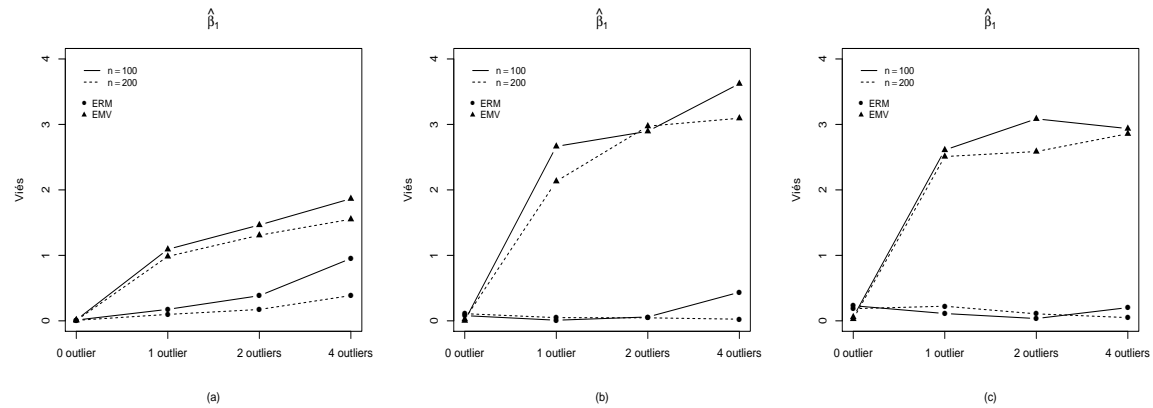 β̂₁
Viés
4
3
2
1
0
n = 100
n = 200
ERM
EMV
0 outlier
1 outlier
2 outliers
4 outliers
(a)
β̂₁
Viés
4
3
2
1
0
n = 100
n = 200
ERM
EMV
0 outlier
1 outlier
2 outliers
4 outliers
(b)
β̂₁
Viés
4
3
2
1
0
n = 100
n = 200
ERM
EMV
0 outlier
1 outlier
2 outliers
4 outliers
(c)